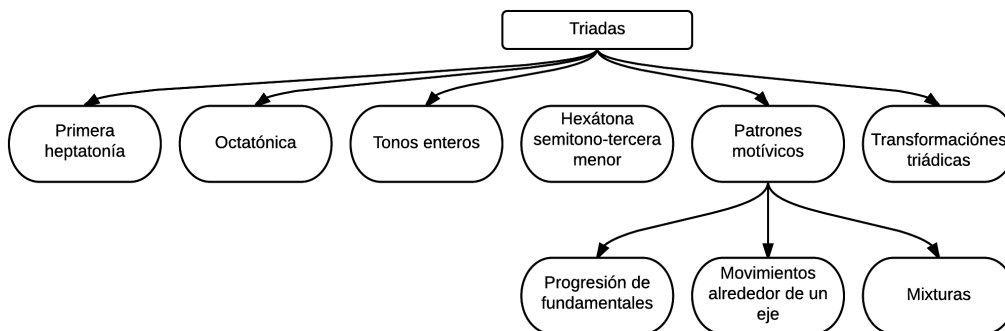 Triadas
Primera
heptatonía
Octatónica
Tonos enteros
Hexátona
semitono-tercera
menor
Patrones
motívicos
Transformaciónes
triádicas
Progresión de
fundamentales
Movimientos
alrededor de un
eje
Mixturas